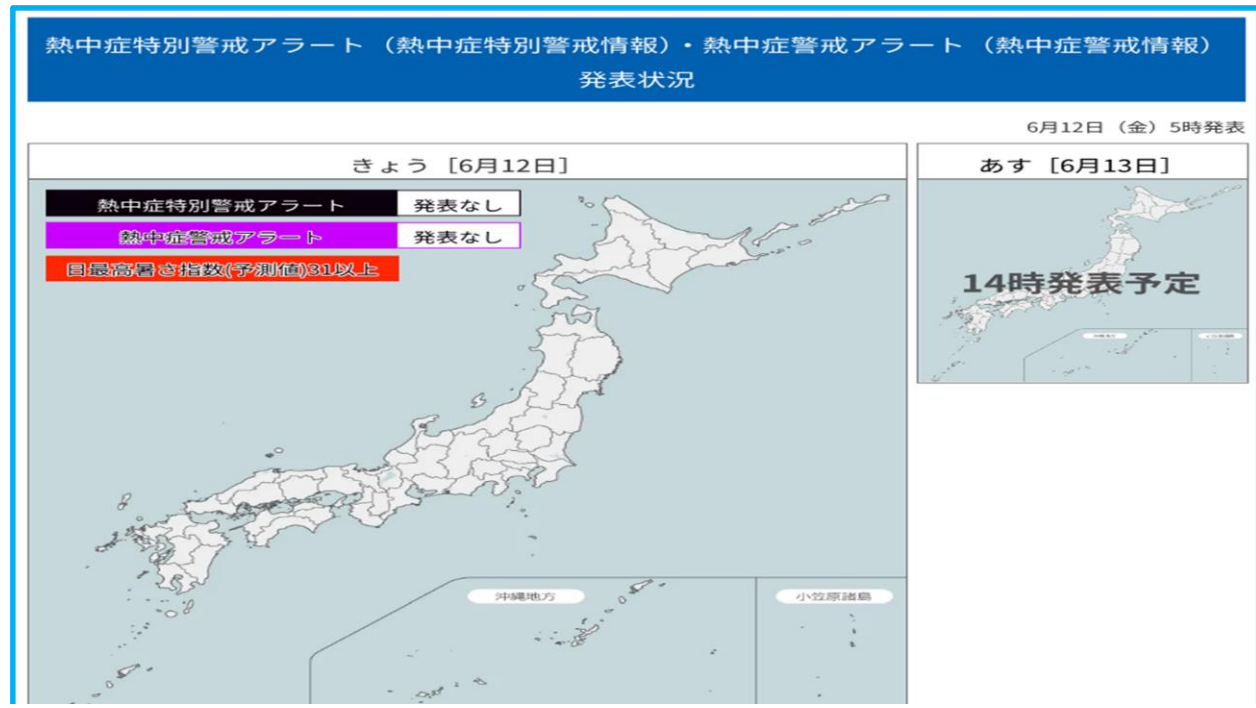 熱中症特別警戒アラート（熱中症特別警戒情報）・熱中症警戒アラート（熱中症警戒情報）
発表状況
6月12日（金）5時発表
きょう［6月12日］
熱中症特別警戒アラート 発表なし
熱中症警戒アラート 発表なし
日最高暑さ指数(予測値)31以上
沖縄地方
小笠原諸島
あす［6月13日］
14時発表予定